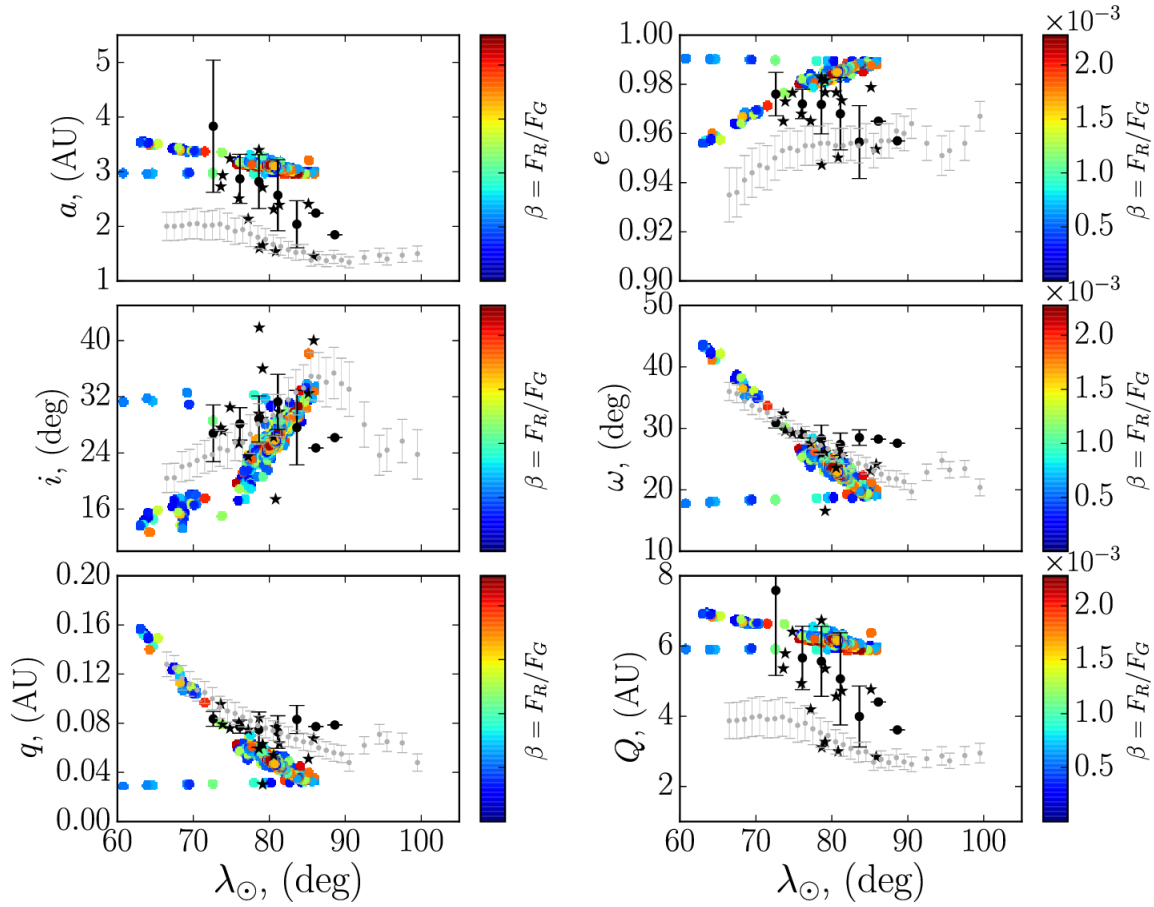 a, (AU)
5
4
3
2
1
e
1.00
0.98
0.96
0.94
0.92
0.90
×10⁻³
2.0
1.5
1.0
0.5
β = F_R/F_G
β = F_R/F_G
i, (deg)
40
32
24
16
β = F_R/F_G
ω, (deg)
50
40
30
20
10
×10⁻³
2.0
1.5
1.0
0.5
β = F_R/F_G
q, (AU)
0.20
0.16
0.12
0.08
0.04
0.00
60 70 80 90 100
λ⊙, (deg)
β = F_R/F_G
Q, (AU)
8
6
4
2
60 70 80 90 100
λ⊙, (deg)
×10⁻³
2.0
1.5
1.0
0.5
β = F_R/F_G